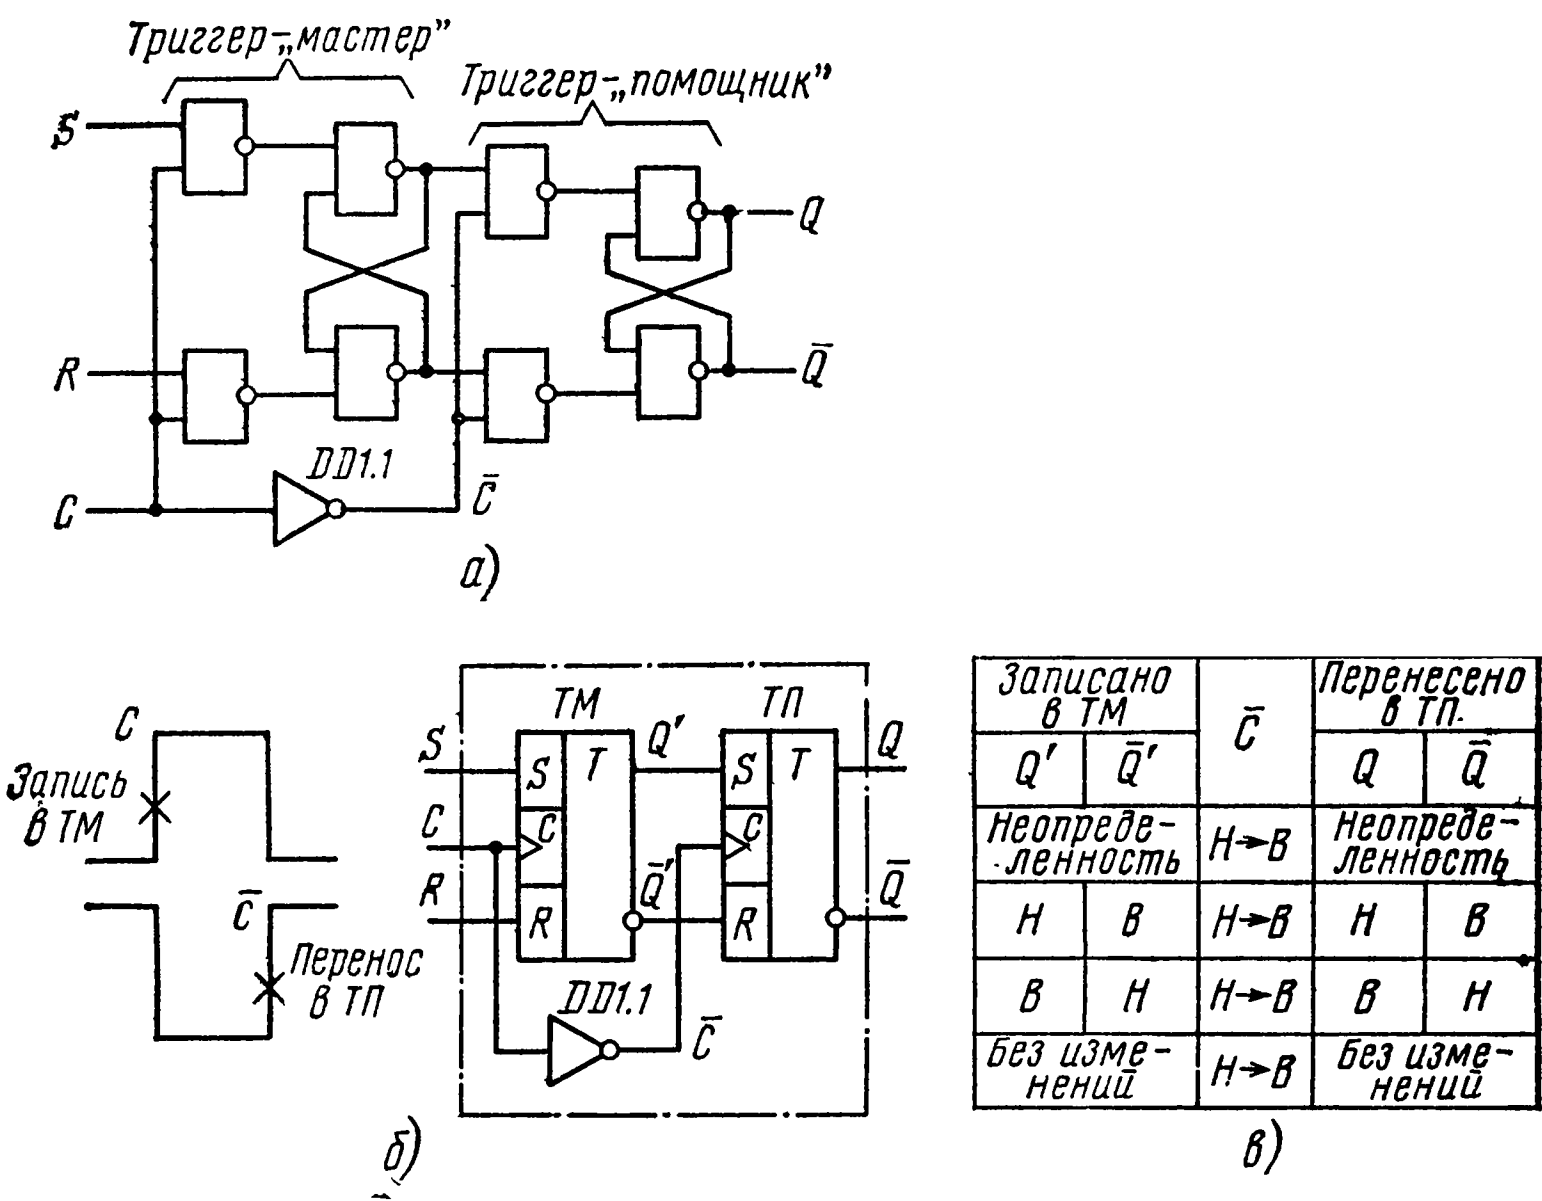 Триггер-„мастер”
Триггер-„помощник”
S
Q
R
Q̄
DD1.1
C
C̄
а)
C
Запись
в ТМ
C̄
Перенос
в ТП
ТМ
ТП
S
Q'
Q
S
T
S
T
C
C
C
R
Q̄'
Q̄
R
R
DD1.1
C̄
б)
Записано
в ТМ
C̄
Перенесено
в ТП.
Q' Q̄' Q Q̄
Неопреде-
ленность
Н→В
Неопреде-
ленность
Н В Н→В Н В
В Н Н→В В Н
Без изме-
нений
Н→В
Без изме-
нений
в)